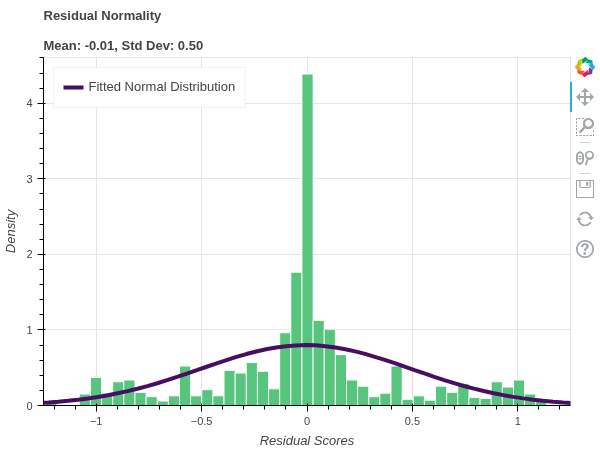 Residual Normality
Mean: -0.01, Std Dev: 0.50
Fitted Normal Distribution
4
3
2
1
0
Density
−1
−0.5
0
0.5
1
Residual Scores